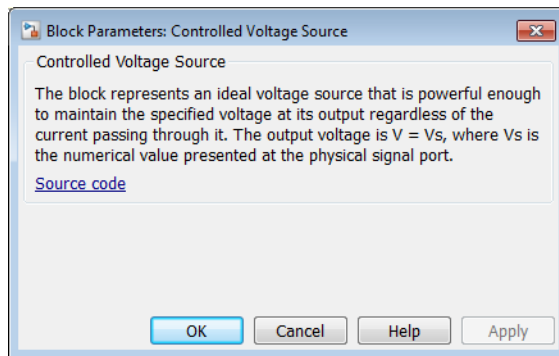 Block Parameters: Controlled Voltage Source
Controlled Voltage Source
The block represents an ideal voltage source that is powerful enough
to maintain the specified voltage at its output regardless of the
current passing through it. The output voltage is V = Vs, where Vs is
the numerical value presented at the physical signal port.
Source code
OK Cancel Help Apply